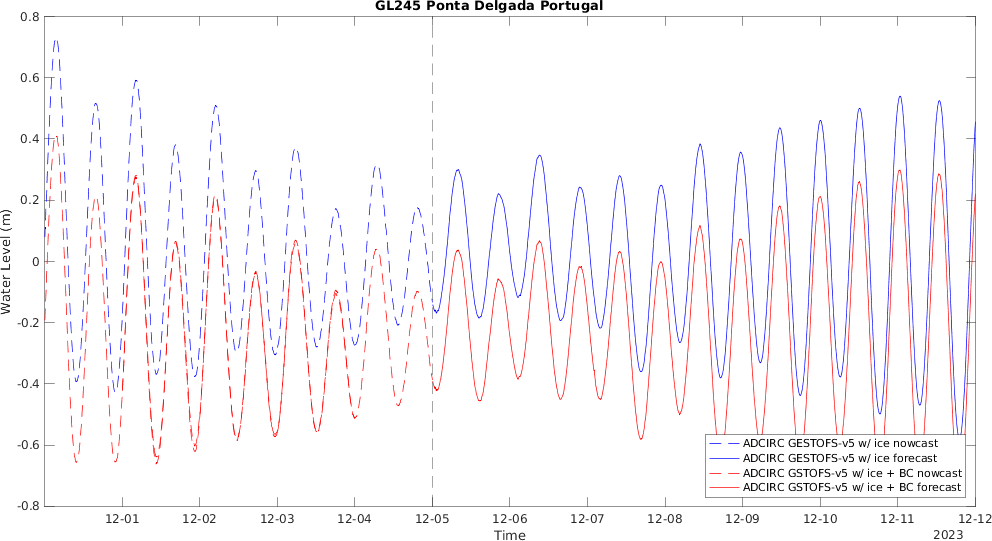 GL245 Ponta Delgada Portugal
0.8
0.6
0.4
0.2
0
-0.2
-0.4
-0.6
-0.8
Water Level (m)
ADCIRC GESTOFS-v5 w/ ice nowcast
ADCIRC GESTOFS-v5 w/ ice forecast
ADCIRC GSTOFS-v5 w/ ice + BC nowcast
ADCIRC GSTOFS-v5 w/ ice + BC forecast
12-01 12-02 12-03 12-04 12-05 12-06 12-07 12-08 12-09 12-10 12-11 12-12
Time
2023